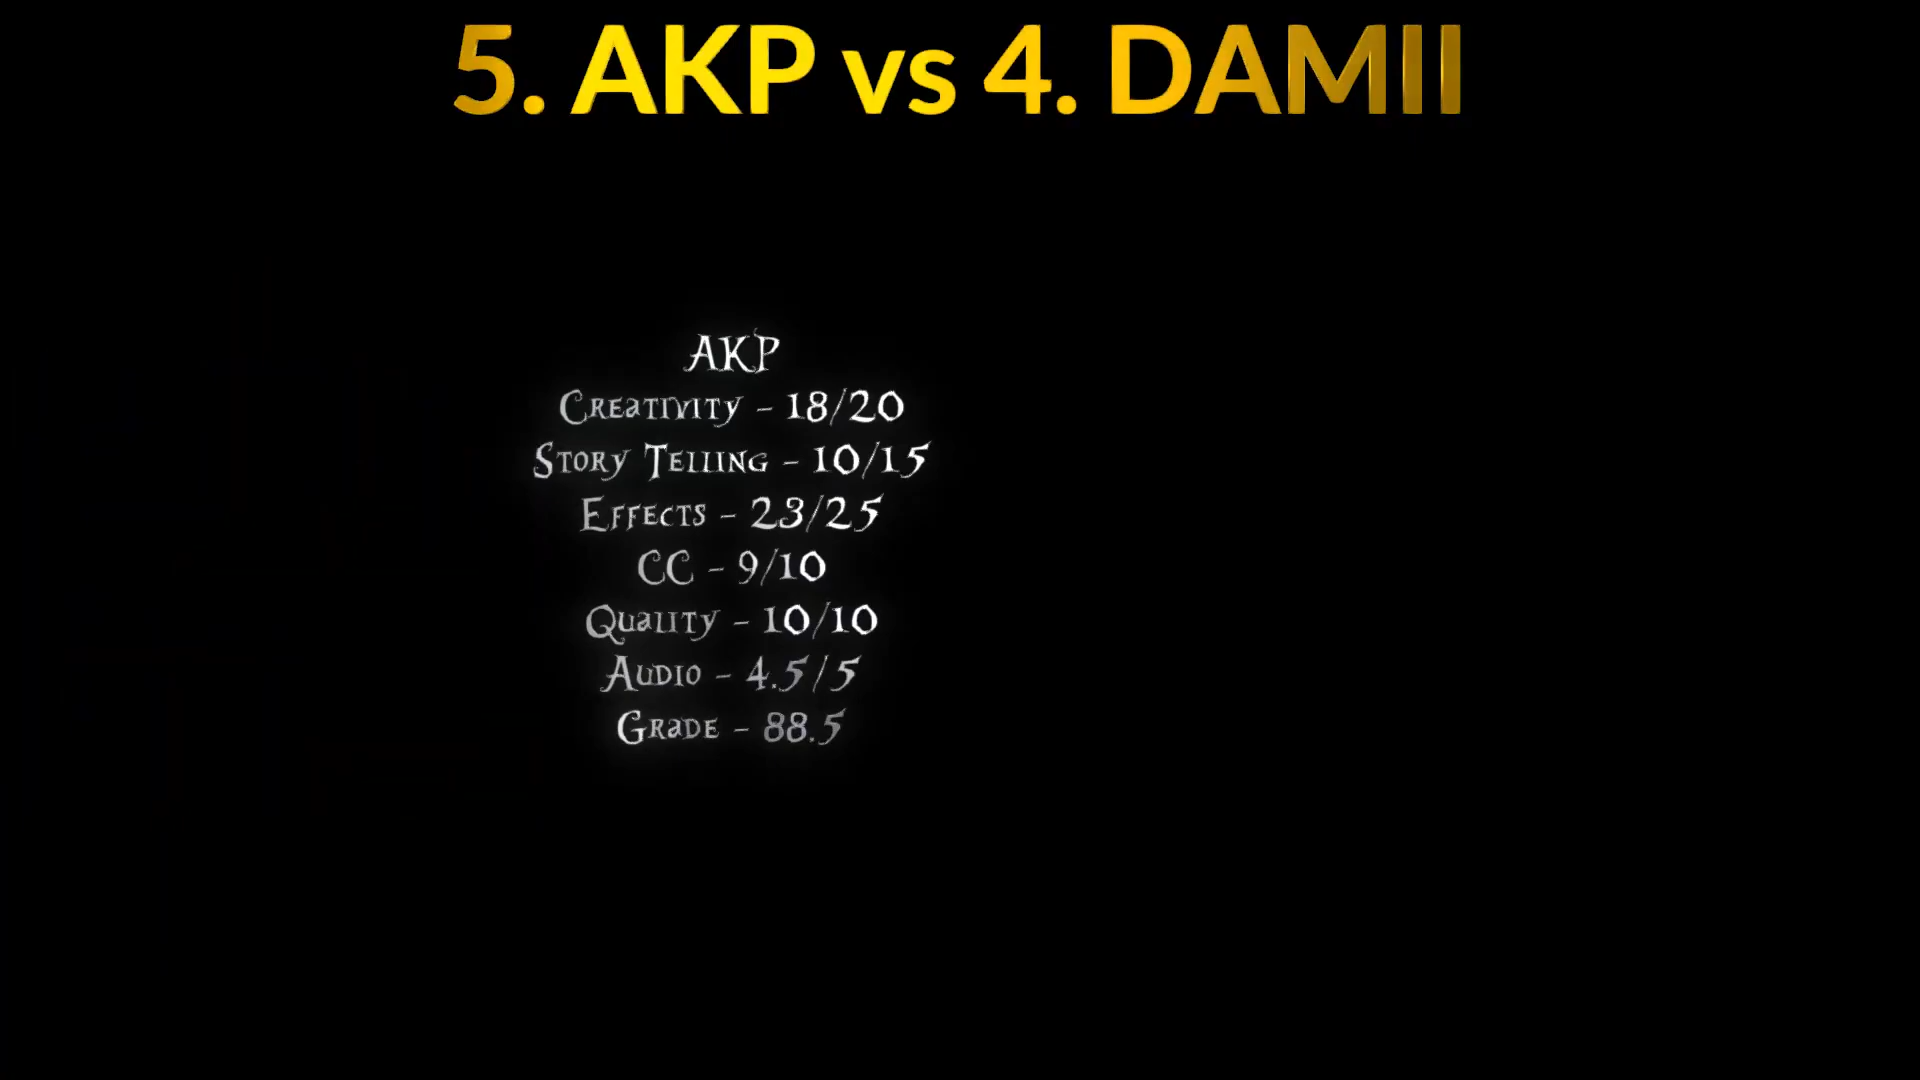 5. AKP vs 4. DAMII
AKP
Creativity - 18/20
Story Telling - 10/15
Effects - 23/25
CC - 9/10
Quality - 10/10
Audio - 4.5/5
Grade - 88.5